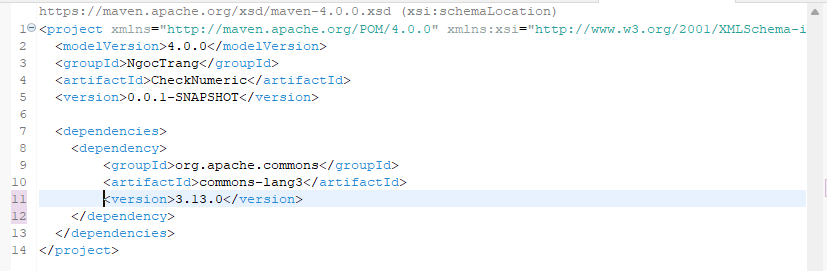 https://maven.apache.org/xsd/maven-4.0.0.xsd (xsi:schemaLocation)
1 <project xmlns="http://maven.apache.org/POM/4.0.0" xmlns:xsi="http://www.w3.org/2001/XMLSchema-i
2 <modelVersion>4.0.0</modelVersion>
3 <groupId>NgocTrang</groupId>
4 <artifactId>CheckNumeric</artifactId>
5 <version>0.0.1-SNAPSHOT</version>
6
7 <dependencies>
8 <dependency>
9 <groupId>org.apache.commons</groupId>
10 <artifactId>commons-lang3</artifactId>
11 <version>3.13.0</version>
12 </dependency>
13 </dependencies>
14 </project>